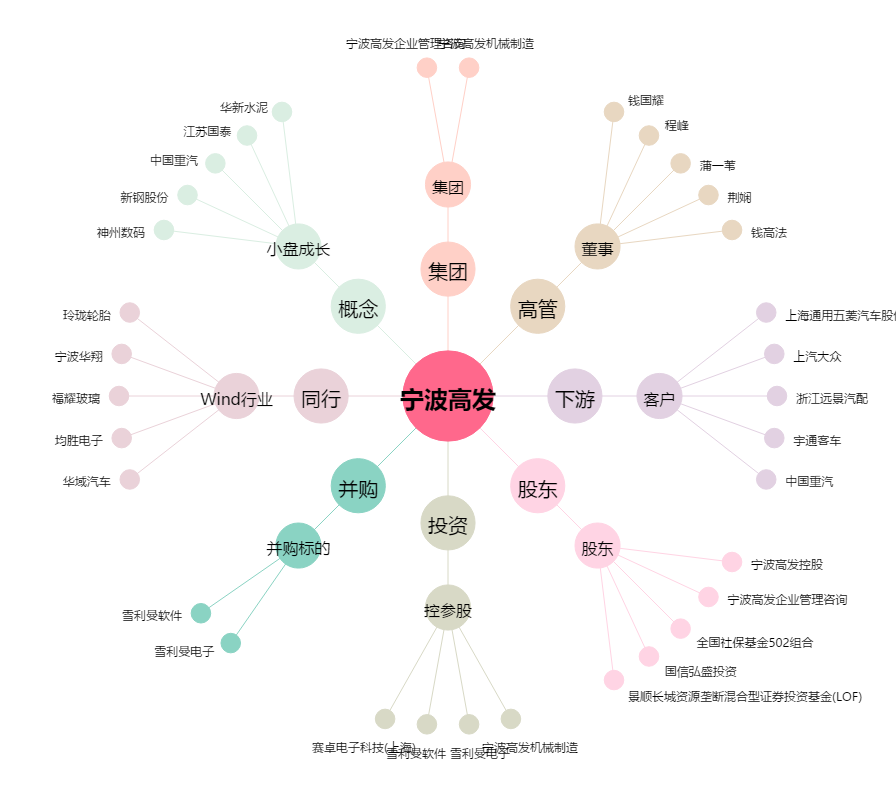 宁波高发企业管理咨询
宁波高发机械制造
华新水泥
钱国耀
江苏国泰
程峰
中国重汽
蒲一苇
集团
新钢股份
荆娴
神州数码
钱高法
小盘成长
董事
集团
概念
高管
玲珑轮胎
上海通用五菱汽车股份
宁波华翔
上汽大众
福耀玻璃
Wind行业
同行
宁波高发
下游
客户
浙江远景汽配
均胜电子
宇通客车
华域汽车
中国重汽
并购
股东
投资
并购标的
股东
宁波高发控股
宁波高发企业管理咨询
控参股
雪利曼软件
全国社保基金502组合
雪利曼电子
国信弘盛投资
景顺长城资源垄断混合型证券投资基金(LOF)
赛卓电子科技(上海)
雪利曼软件
雪利曼电子
宁波高发机械制造